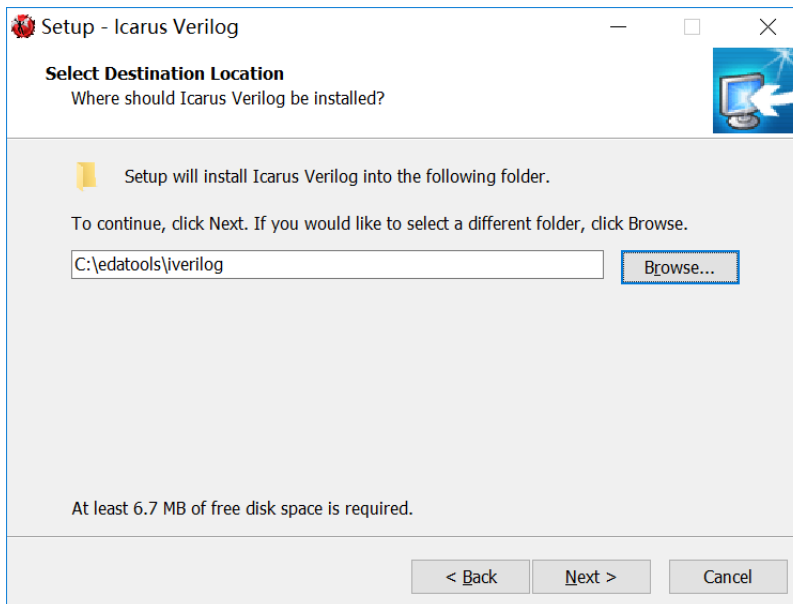 Setup - Icarus Verilog
Select Destination Location
Where should Icarus Verilog be installed?
Setup will install Icarus Verilog into the following folder.
To continue, click Next. If you would like to select a different folder, click Browse.
C:\edatools\iverilog
Browse...
At least 6.7 MB of free disk space is required.
< Back Next > Cancel